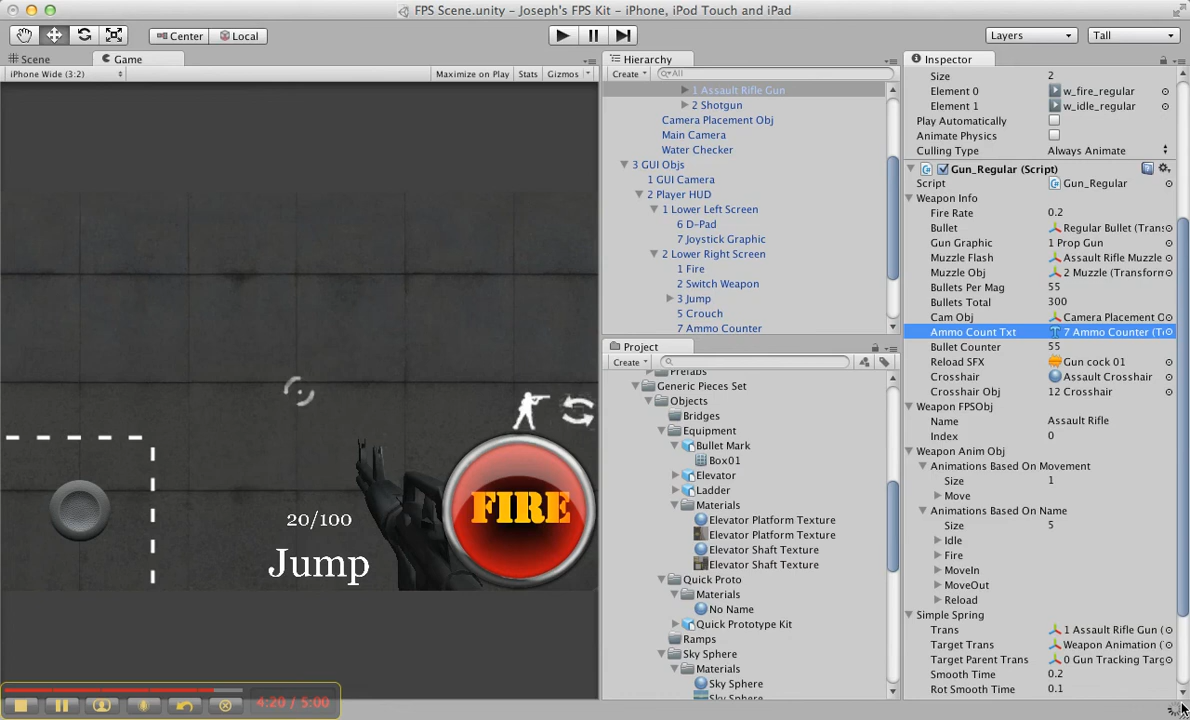 FPS Scene.unity - Joseph's FPS Kit - iPhone, iPod Touch and iPad
Center
Local
Layers
Tall
Scene
Game
iPhone Wide (3:2)
Maximize on Play
Stats
Gizmos
20/100
Jump
FIRE
4:20 / 5:00
Hierarchy
Create
All
1 Assault Rifle Gun
2 Shotgun
Camera Placement Obj
Main Camera
Water Checker
3 GUI Objs
1 GUI Camera
2 Player HUD
1 Lower Left Screen
6 D-Pad
7 Joystick Graphic
2 Lower Right Screen
1 Fire
2 Switch Weapon
3 Jump
5 Crouch
7 Ammo Counter
Project
Create
Prefabs
Generic Pieces Set
Objects
Bridges
Equipment
Bullet Mark
Box01
Elevator
Ladder
Materials
Elevator Platform Texture
Elevator Platform Texture
Elevator Shaft Texture
Elevator Shaft Texture
Quick Proto
Materials
No Name
Quick Prototype Kit
Ramps
Sky Sphere
Materials
Sky Sphere
Sky Sphere
Inspector
Size 2
Element 0 w_fire_regular
Element 1 w_idle_regular
Play Automatically
Animate Physics
Culling Type Always Animate
Gun_Regular (Script)
Script Gun_Regular
Weapon Info
Fire Rate 0.2
Bullet Regular Bullet (Trans
Gun Graphic 1 Prop Gun
Muzzle Flash Assault Rifle Muzzle
Muzzle Obj 2 Muzzle (Transform
Bullets Per Mag 55
Bullets Total 300
Cam Obj Camera Placement O
Ammo Count Txt 7 Ammo Counter (T
Bullet Counter 55
Reload SFX Gun cock 01
Crosshair Assault Crosshair
Crosshair Obj 12 Crosshair
Weapon FPSObj
Name Assault Rifle
Index 0
Weapon Anim Obj
Animations Based On Movement
Size 1
Move
Animations Based On Name
Size 5
Idle
Fire
MoveIn
MoveOut
Reload
Simple Spring
Trans 1 Assault Rifle Gun (
Target Trans Weapon Animation (
Target Parent Trans 0 Gun Tracking Targ
Smooth Time 0.2
Rot Smooth Time 0.1